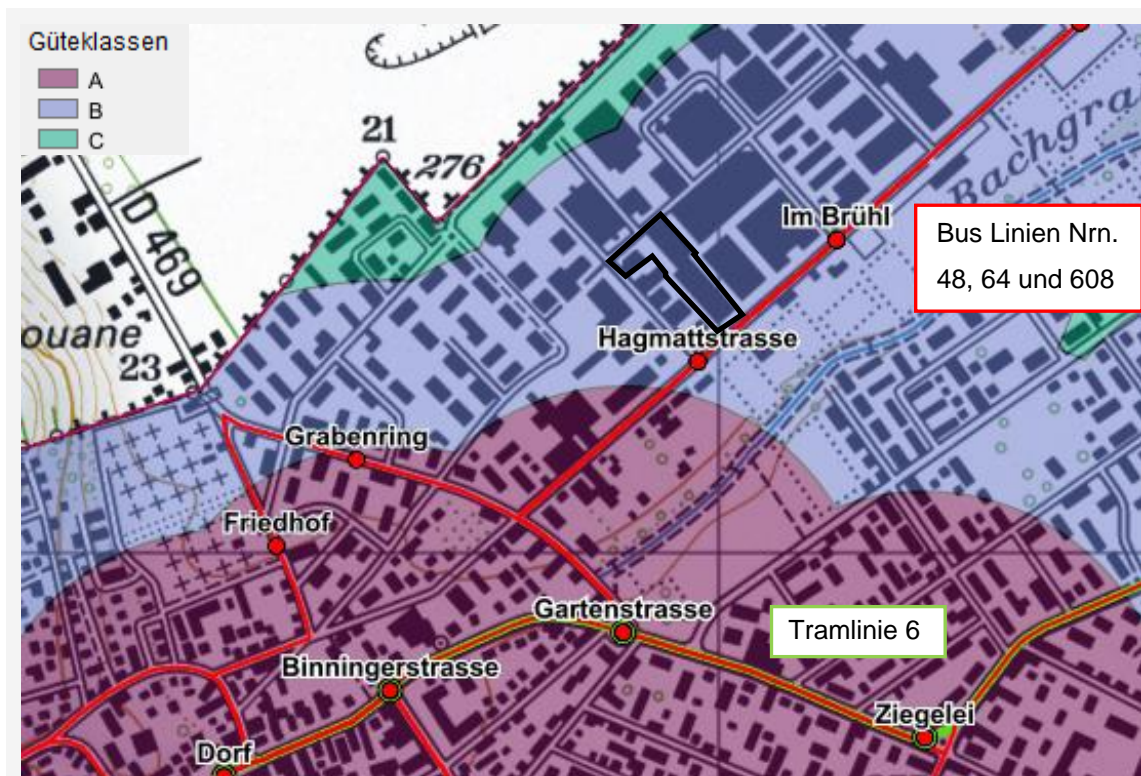 Güteklassen
A
B
C
21
276
D 469
ouane
23
Bachgra
Im Brühl
Bus Linien Nrn.
48, 64 und 608
Hagmattstrasse
Grabenring
Friedhof
Gartenstrasse
Tramlinie 6
Binningerstrasse
Ziegelei
Dorf